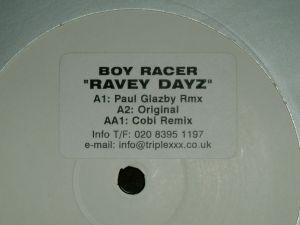 BOY RACER
"RAVEY DAYZ"
A1: Paul Glazby Rmx
A2: Original
AA1: Cobi Remix
Info T/F: 020 8395 1197
e-mail: info@triplexxx.co.uk